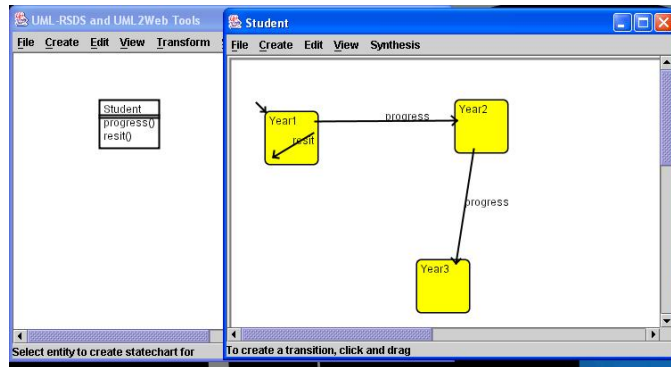 UML-RSDS and UML2Web Tools
File Create Edit View Transform
Student
progress()
resit()
Select entity to create statechart for
Student
File Create Edit View Synthesis
Year1
resit
progress
Year2
progress
Year3
To create a transition, click and drag